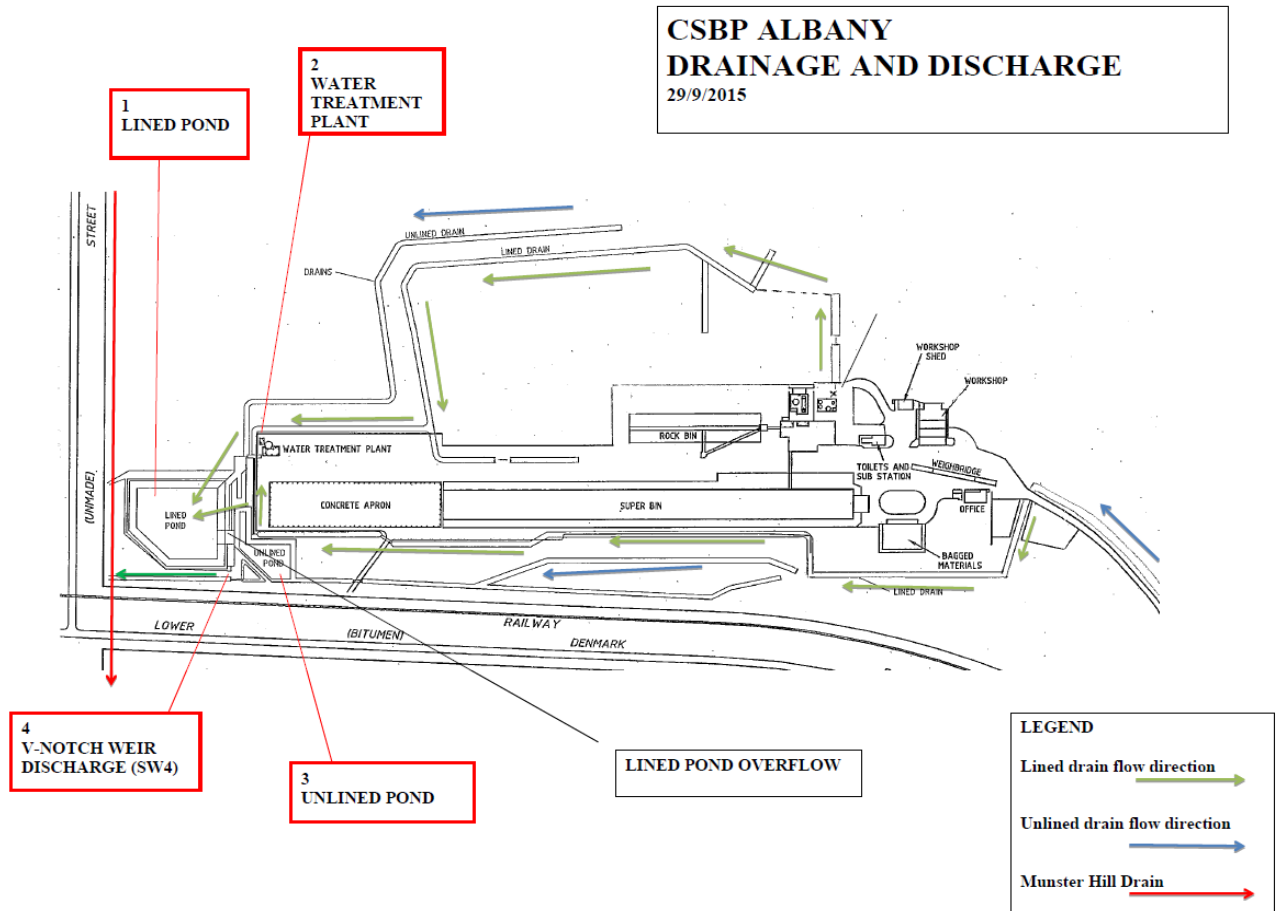 CSBP ALBANY
DRAINAGE AND DISCHARGE
29/9/2015
2
WATER
TREATMENT
PLANT
1
LINED POND
STREET
(UNMADE)
UNLINED DRAIN
LINED DRAIN
DRAINS
WORKSHOP
SHED
WORKSHOP
ROCK BIN
WATER TREATMENT PLANT
TOILETS AND
SUB STATION
WEIGHBRIDGE
CONCRETE APRON
SUPER BIN
OFFICE
LINED
POND
UNLINED
POND
BAGGED
MATERIALS
LINED DRAIN
LOWER
(BITUMEN)
RAILWAY
DENMARK
4
V-NOTCH WEIR
DISCHARGE (SW4)
3
UNLINED POND
LINED POND OVERFLOW
LEGEND
Lined drain flow direction
Unlined drain flow direction
Munster Hill Drain